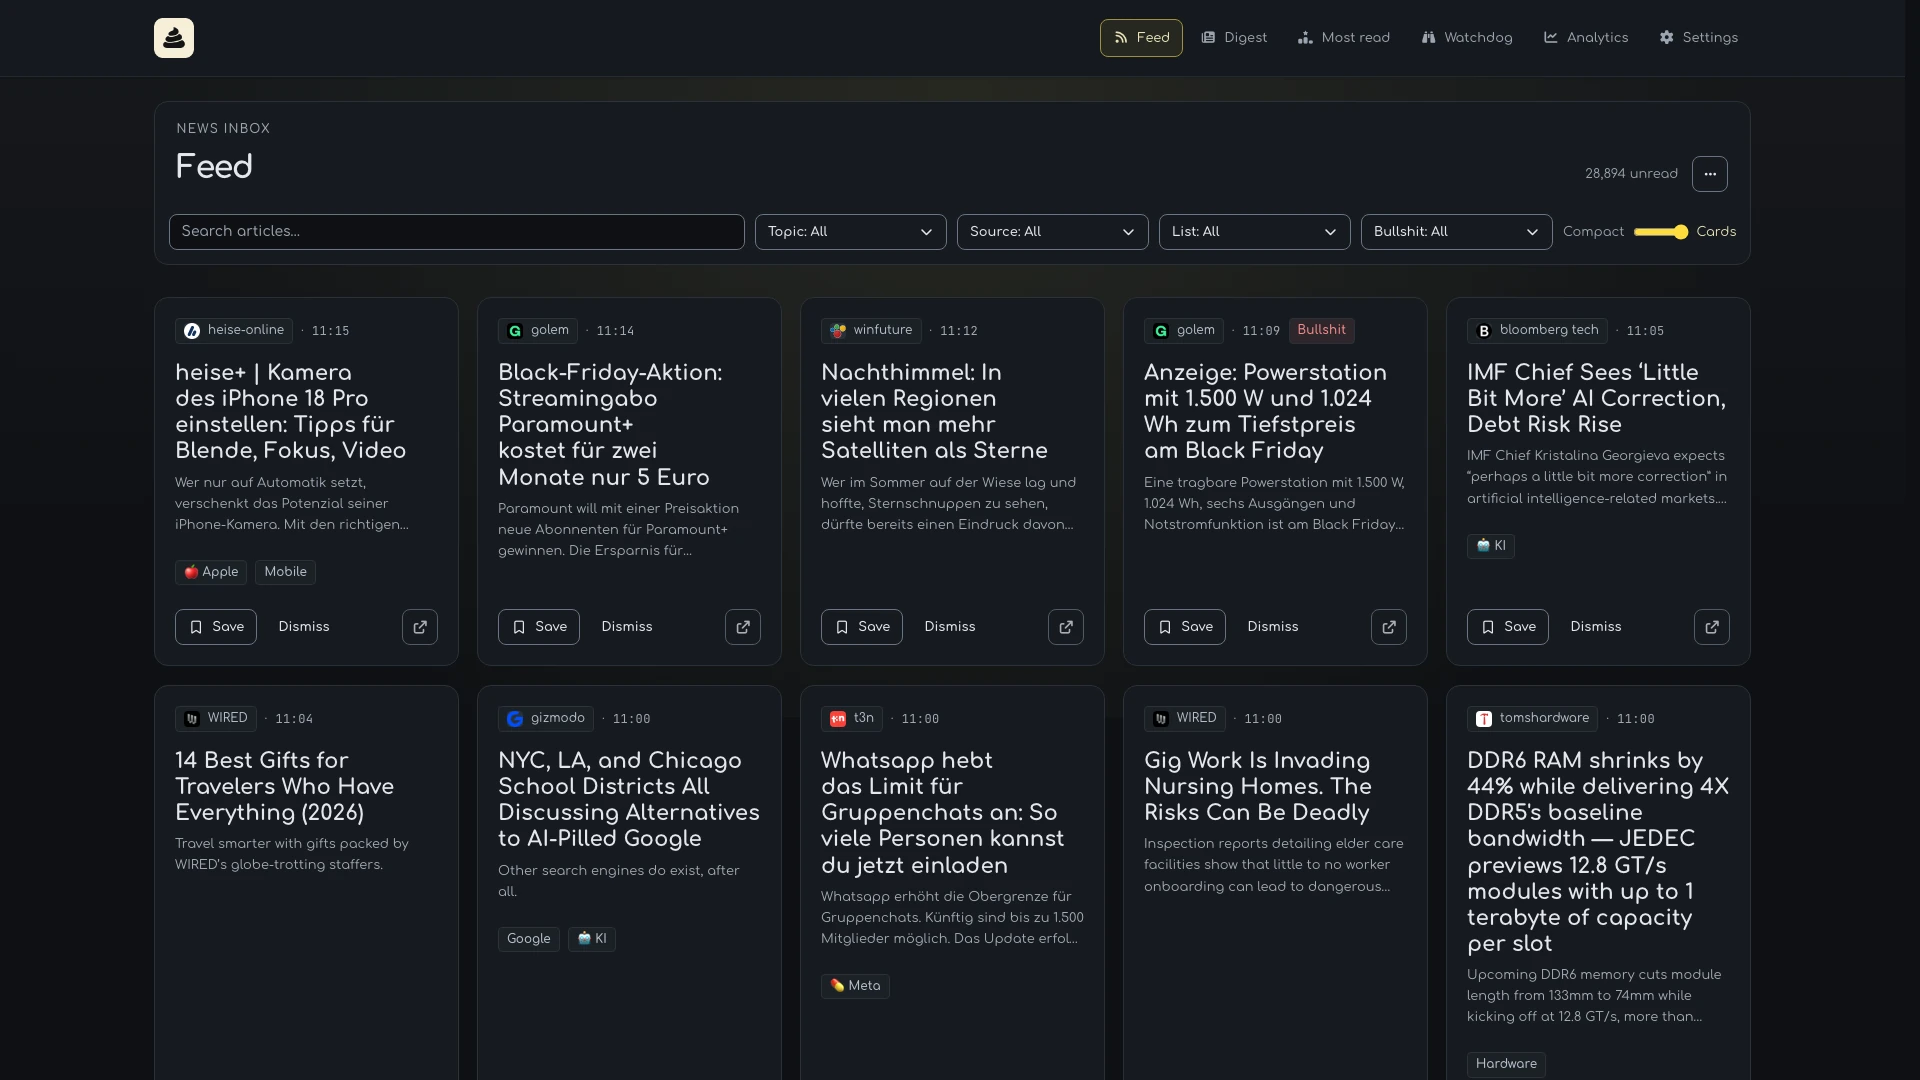 Feed
Digest
Most read
Watchdog
Analytics
Settings
NEWS INBOX
Feed
28,894 unread
Search articles...
Topic: All
Source: All
List: All
Bullshit: All
Compact
Cards
heise-online · 11:15
heise+ | Kamera
des iPhone 18 Pro
einstellen: Tipps für
Blende, Fokus, Video
Wer nur auf Automatik setzt,
verschenkt das Potenzial seiner
iPhone-Kamera. Mit den richtigen...
Apple
Mobile
Save
Dismiss
golem · 11:14
Black-Friday-Aktion:
Streamingabo
Paramount+
kostet für zwei
Monate nur 5 Euro
Paramount will mit einer Preisaktion
neue Abonnenten für Paramount+
gewinnen. Die Ersparnis für...
Save
Dismiss
winfuture · 11:12
Nachthimmel: In
vielen Regionen
sieht man mehr
Satelliten als Sterne
Wer im Sommer auf der Wiese lag und
hoffte, Sternschnuppen zu sehen,
dürfte bereits einen Eindruck davon...
Save
Dismiss
golem · 11:09 Bullshit
Anzeige: Powerstation
mit 1.500 W und 1.024
Wh zum Tiefstpreis
am Black Friday
Eine tragbare Powerstation mit 1.500 W,
1.024 Wh, sechs Ausgängen und
Notstromfunktion ist am Black Friday...
Save
Dismiss
B bloomberg tech · 11:05
IMF Chief Sees ‘Little
Bit More’ AI Correction,
Debt Risk Rise
IMF Chief Kristalina Georgieva expects
“perhaps a little bit more correction” in
artificial intelligence-related markets....
KI
Save
Dismiss
WIRED · 11:04
14 Best Gifts for
Travelers Who Have
Everything (2026)
Travel smarter with gifts packed by
WIRED’s globe-trotting staffers.
gizmodo · 11:00
NYC, LA, and Chicago
School Districts All
Discussing Alternatives
to AI-Pilled Google
Other search engines do exist, after
all.
Google
KI
t3n t3n · 11:00
Whatsapp hebt
das Limit für
Gruppenchats an: So
viele Personen kannst
du jetzt einladen
Whatsapp erhöht die Obergrenze für
Gruppenchats. Künftig sind bis zu 1.500
Mitglieder möglich. Das Update erfol...
Meta
WIRED · 11:00
Gig Work Is Invading
Nursing Homes. The
Risks Can Be Deadly
Inspection reports detailing elder care
facilities show that little to no worker
onboarding can lead to dangerous...
tomshardware · 11:00
DDR6 RAM shrinks by
44% while delivering 4X
DDR5's baseline
bandwidth — JEDEC
previews 12.8 GT/s
modules with up to 1
terabyte of capacity
per slot
Upcoming DDR6 memory cuts module
length from 133mm to 74mm while
kicking off at 12.8 GT/s, more than...
Hardware